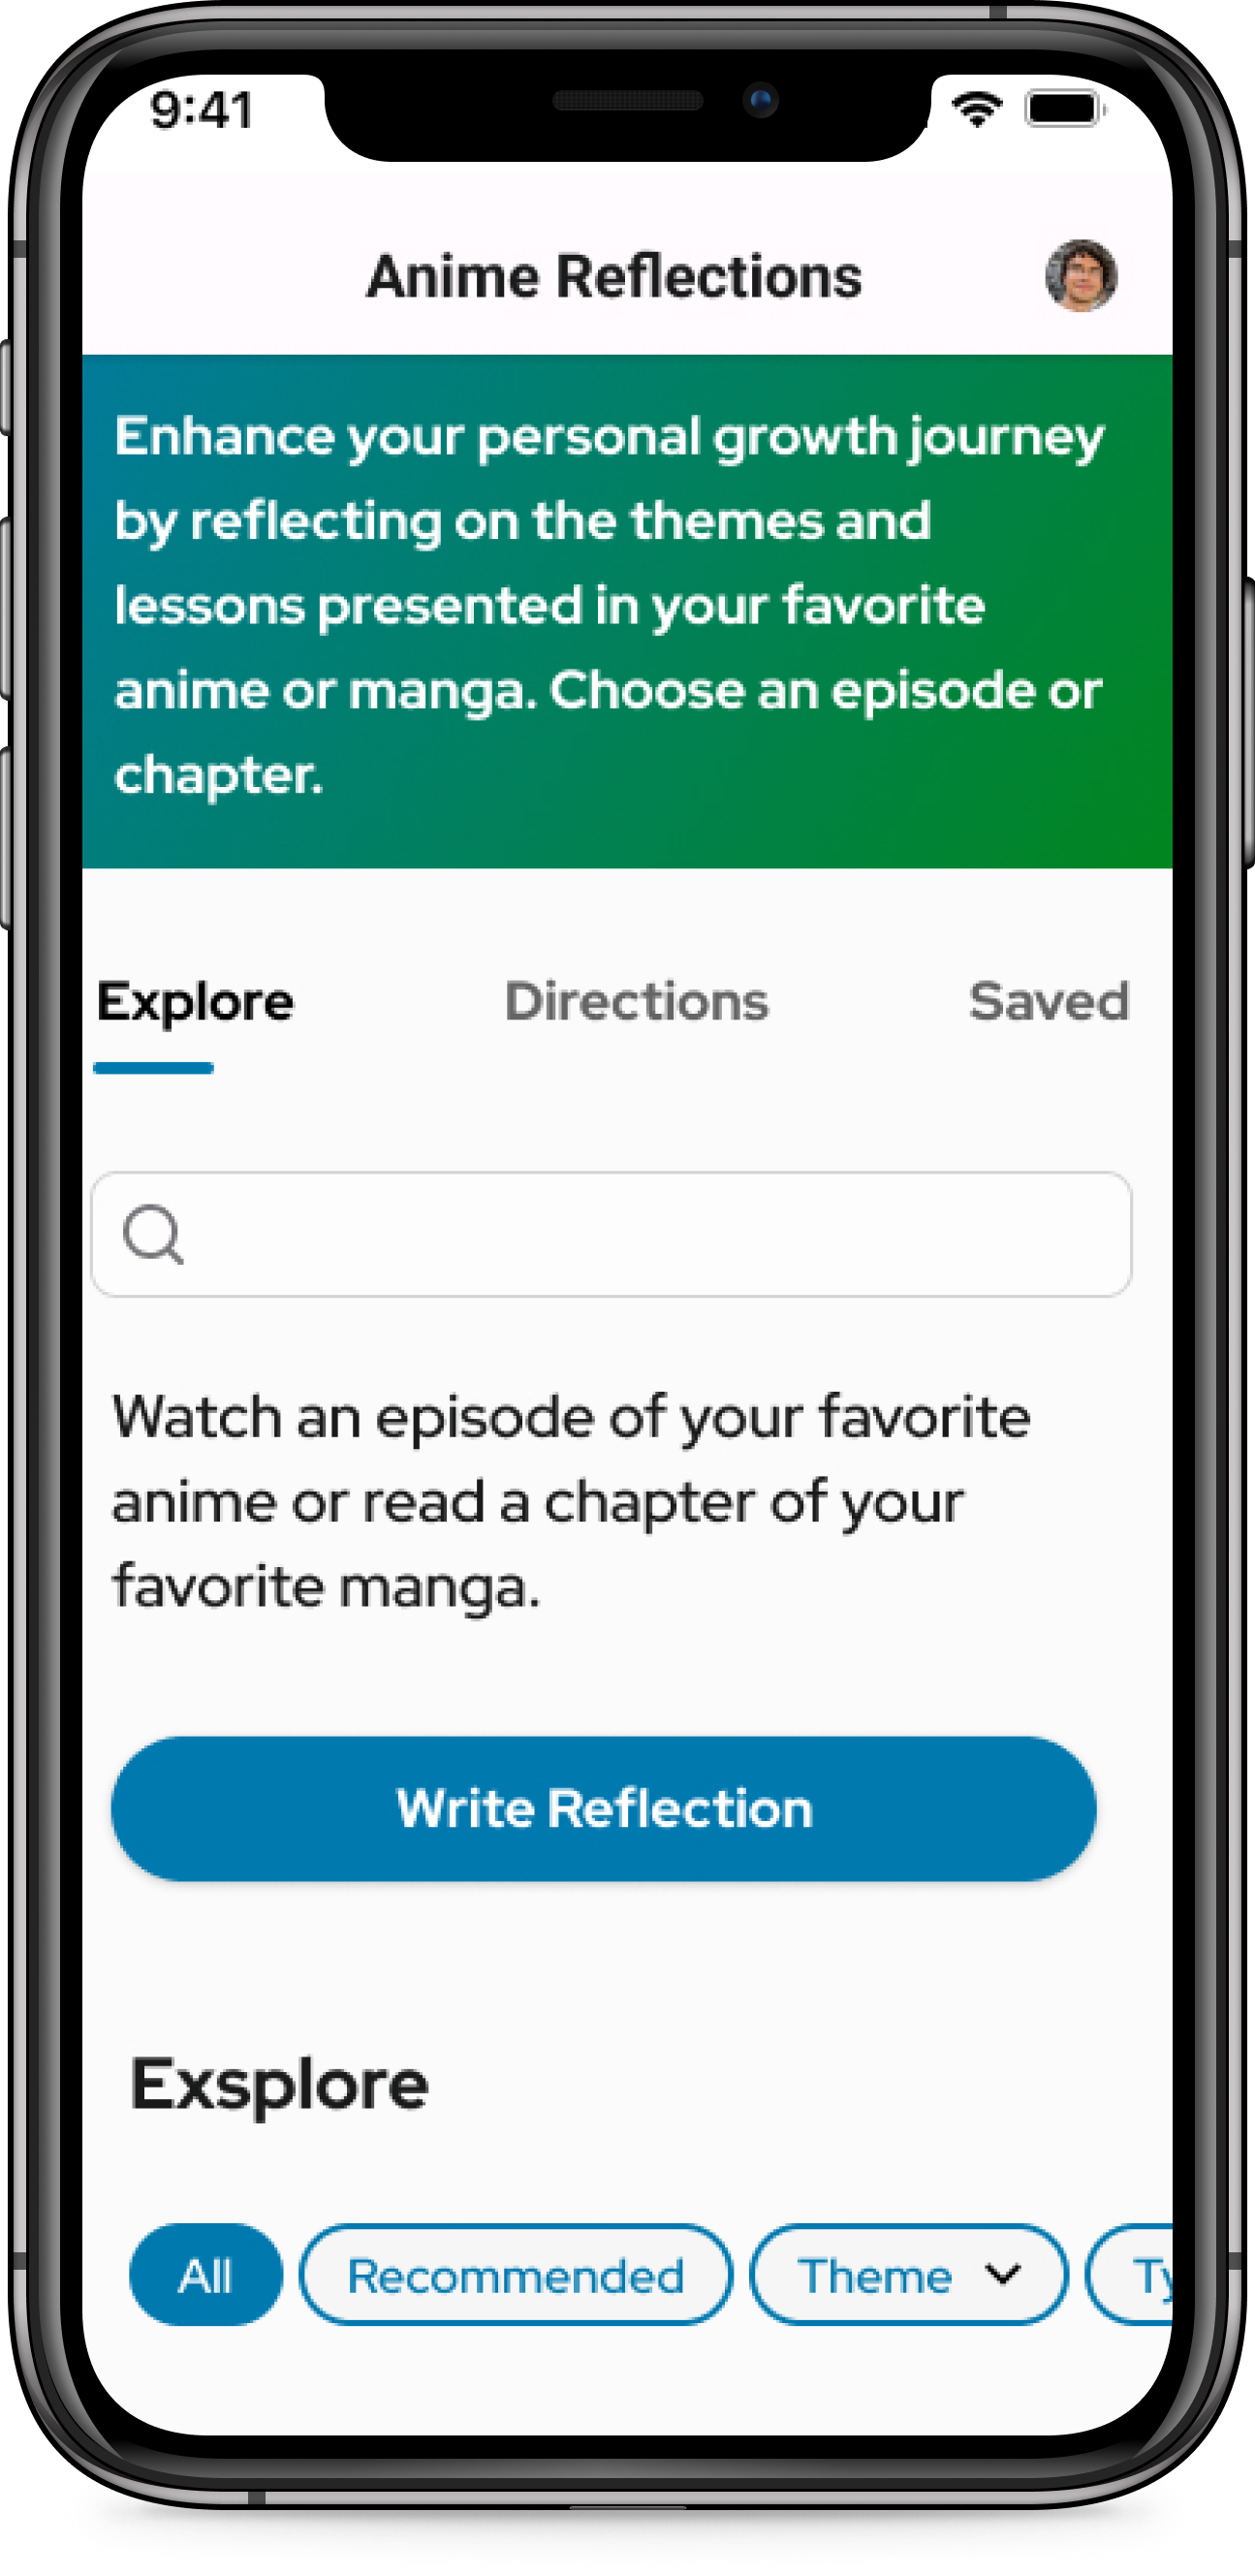 9:41
Anime Reflections
Enhance your personal growth journey
by reflecting on the themes and
lessons presented in your favorite
anime or manga. Choose an episode or
chapter.
Explore
Directions
Saved
Watch an episode of your favorite
anime or read a chapter of your
favorite manga.
Write Reflection
Exsplore
All
Recommended
Theme